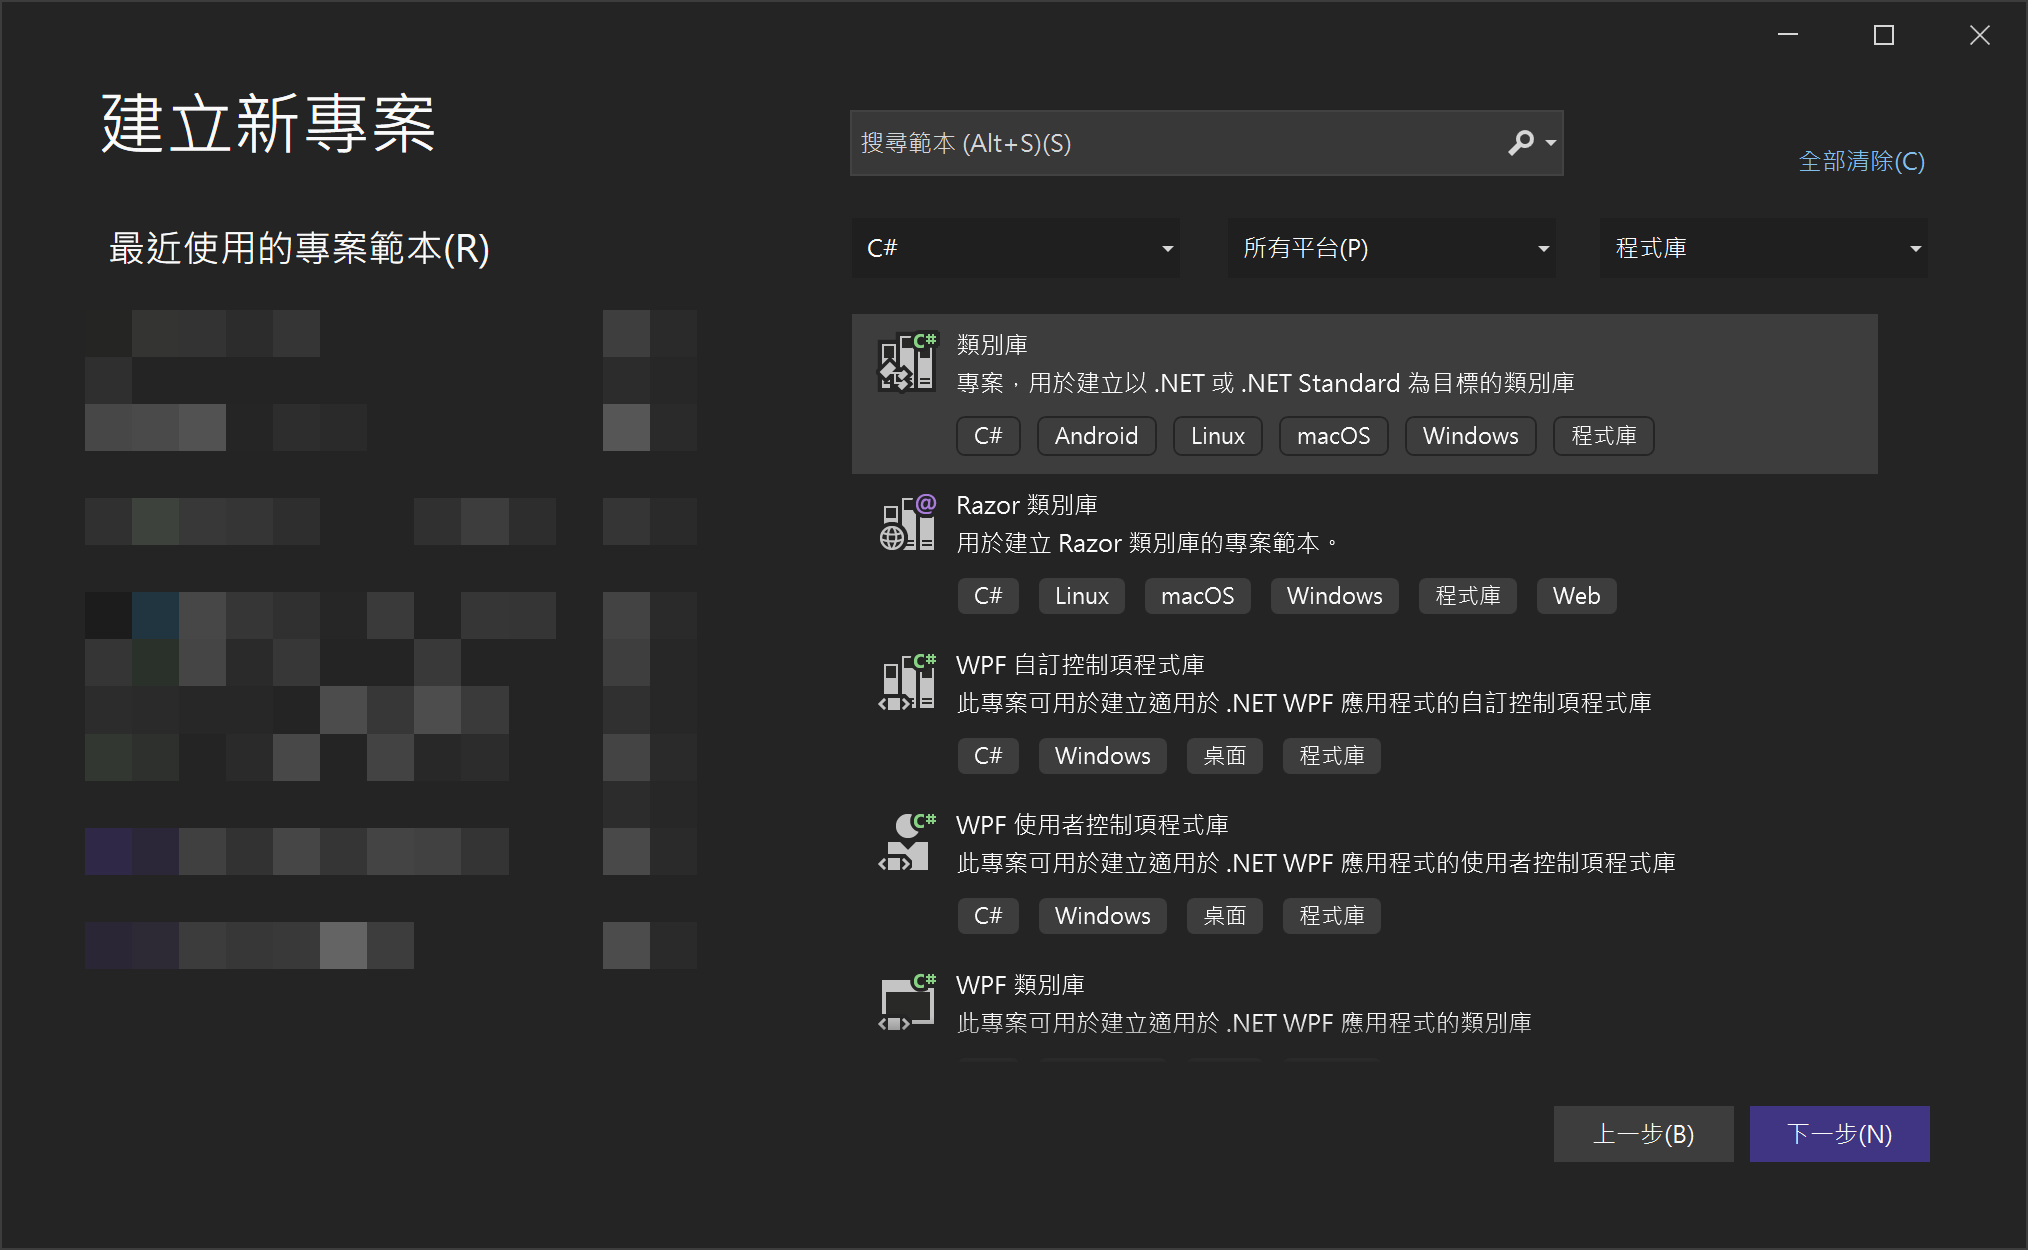 建立新專案
最近使用的專案範本(R)
搜尋範本 (Alt+S)(S)
全部清除(C)
C#
所有平台(P)
程式庫
C#
類別庫
專案，用於建立以 .NET 或 .NET Standard 為目標的類別庫
C# Android Linux macOS Windows 程式庫
@
Razor 類別庫
用於建立 Razor 類別庫的專案範本。
C# Linux macOS Windows 程式庫 Web
C#
WPF 自訂控制項程式庫
此專案可用於建立適用於 .NET WPF 應用程式的自訂控制項程式庫
C# Windows 桌面 程式庫
C#
WPF 使用者控制項程式庫
此專案可用於建立適用於 .NET WPF 應用程式的使用者控制項程式庫
C# Windows 桌面 程式庫
C#
WPF 類別庫
此專案可用於建立適用於 .NET WPF 應用程式的類別庫
上一步(B)
下一步(N)